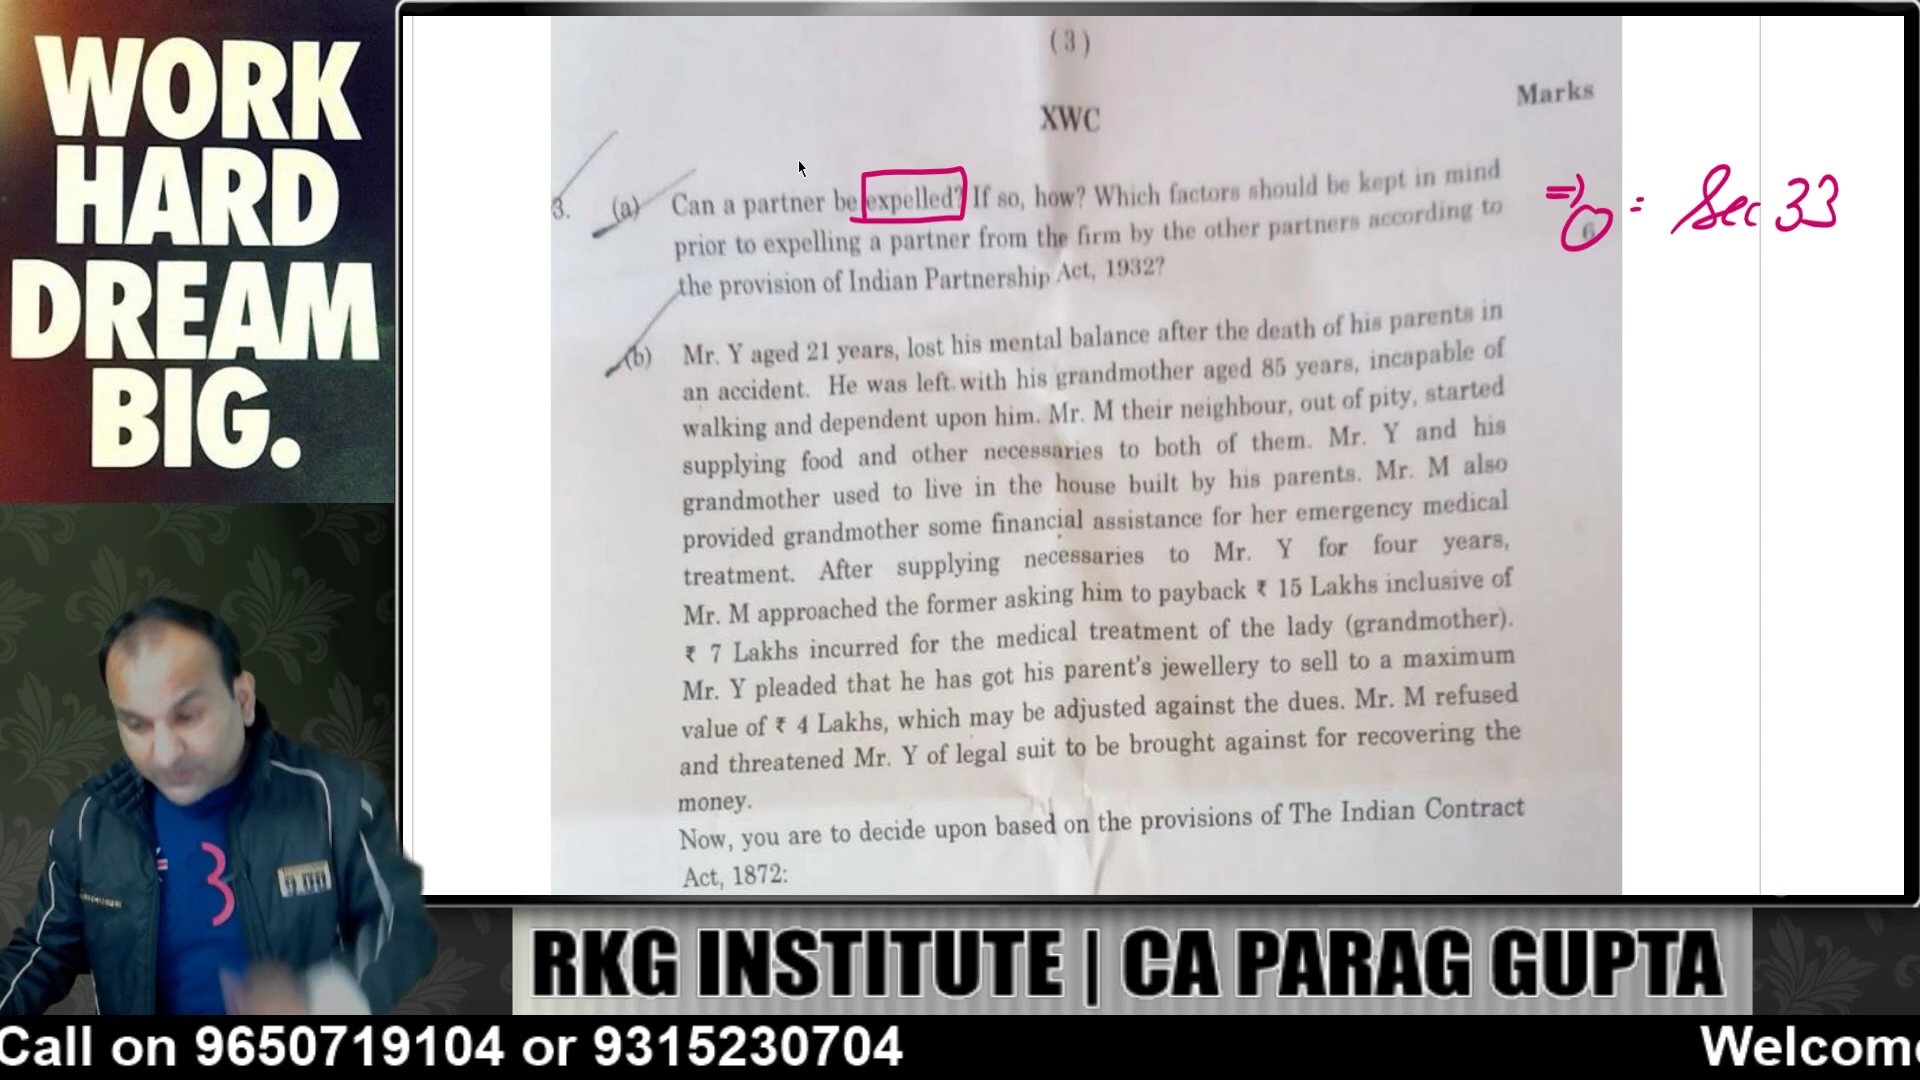 WORK
HARD
DREAM
BIG.
(3)
Marks
XWC
3. (a) Can a partner be expelled? If so, how? Which factors should be kept in mind
prior to expelling a partner from the firm by the other partners according to
the provision of Indian Partnership Act, 1932?
6
⇒ = Sec 33
(b) Mr. Y aged 21 years, lost his mental balance after the death of his parents in
an accident. He was left with his grandmother aged 85 years, incapable of
walking and dependent upon him. Mr. M their neighbour, out of pity, started
supplying food and other necessaries to both of them. Mr. Y and his
grandmother used to live in the house built by his parents. Mr. M also
provided grandmother some financial assistance for her emergency medical
treatment. After supplying necessaries to Mr. Y for four years,
Mr. M approached the former asking him to payback ₹ 15 Lakhs inclusive of
₹ 7 Lakhs incurred for the medical treatment of the lady (grandmother).
Mr. Y pleaded that he has got his parent's jewellery to sell to a maximum
value of ₹ 4 Lakhs, which may be adjusted against the dues. Mr. M refused
and threatened Mr. Y of legal suit to be brought against for recovering the
money.
Now, you are to decide upon based on the provisions of The Indian Contract
Act, 1872:
3
RKG INSTITUTE | CA PARAG GUPTA
Call on 9650719104 or 9315230704
Welcome